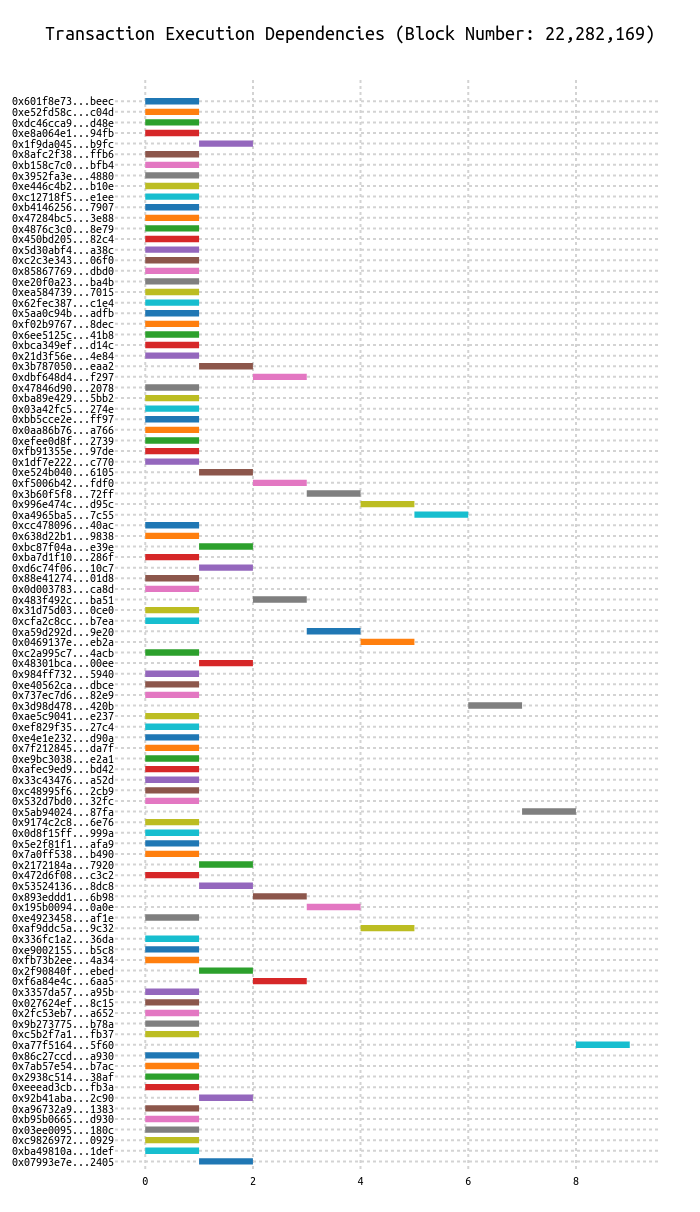 Transaction Execution Dependencies (Block Number: 22,282,169)
0x601f8e73...beec
0xe52fd58c...c04d
0xdc46cca9...d48e
0xe8a064e1...94fb
0x1f9da045...b9fc
0x8afc2f38...ffb6
0xb158c7c0...bfb4
0x3952fa3e...4880
0xe446c4b2...b10e
0xc12718f5...e1ee
0xb4146256...7907
0x47284bc5...3e88
0x4876c3c0...8e79
0x450bd205...82c4
0x5d30abf4...a38c
0xc2c3e343...06f0
0x85867769...dbd0
0xe20f0a23...ba4b
0xea584739...7015
0x62fec387...c1e4
0x5aa0c94b...adfb
0xf02b9767...8dec
0x6ee5125c...41b8
0xbca349ef...d14c
0x21d3f56e...4e84
0x3b787050...eaa2
0xdbf648d4...f297
0x47846d90...2078
0xba89e429...5bb2
0x03a42fc5...274e
0xbb5cce2e...ff97
0x0aa86b76...a766
0xefee0d8f...2739
0xfb91355e...97de
0x1df7e222...c770
0xe524b040...6105
0xf5006b42...fdf0
0x3b60f5f8...72ff
0x996e474c...d95c
0xa4965ba5...7c55
0xcc478096...40ac
0x638d22b1...9838
0xbc87f04a...e39e
0xba7d1f10...286f
0xd6c74f06...10c7
0x88e41274...01d8
0x0d003783...ca8d
0x483f492c...ba51
0x31d75d03...0ce0
0xcfa2c8cc...b7ea
0xa59d292d...9e20
0x0469137e...eb2a
0xc2a995c7...4acb
0x48301bca...00ee
0x984ff732...5940
0xe40562ca...dbce
0x737ec7d6...82e9
0x3d98d478...420b
0xae5c9041...e237
0xef829f35...27c4
0xe4e1e232...d90a
0x7f212845...da7f
0xe9bc3038...e2a1
0xafec9ed9...bd42
0x33c43476...a52d
0xc48995f6...2cb9
0x532d7bd0...32fc
0x5ab94024...87fa
0x9174c2c8...6e76
0x0d8f15ff...999a
0x5e2f81f1...afa9
0x7a0ff538...b490
0x2172184a...7920
0x472d6f08...c3c2
0x53524136...8dc8
0x893eddd1...6b98
0x195b0094...0a0e
0xe4923458...af1e
0xaf9ddc5a...9c32
0x336fc1a2...36da
0xe9002155...b5c8
0xfb73b2ee...4a34
0x2f90840f...ebed
0xf6a84e4c...6aa5
0x3357da57...a95b
0x027624ef...8c15
0x2fc53eb7...a652
0x9b273775...b78a
0xc5b2f7a1...fb37
0xa77f5164...5f60
0x86c27ccd...a930
0x7ab57e54...b7ac
0x2938c514...38af
0xeeead3cb...fb3a
0x92b41aba...2c90
0xa96732a9...1383
0xb95b0665...d930
0x03ee0095...180c
0xc9826972...0929
0xba49810a...1def
0x07993e7e...2405
0 2 4 6 8